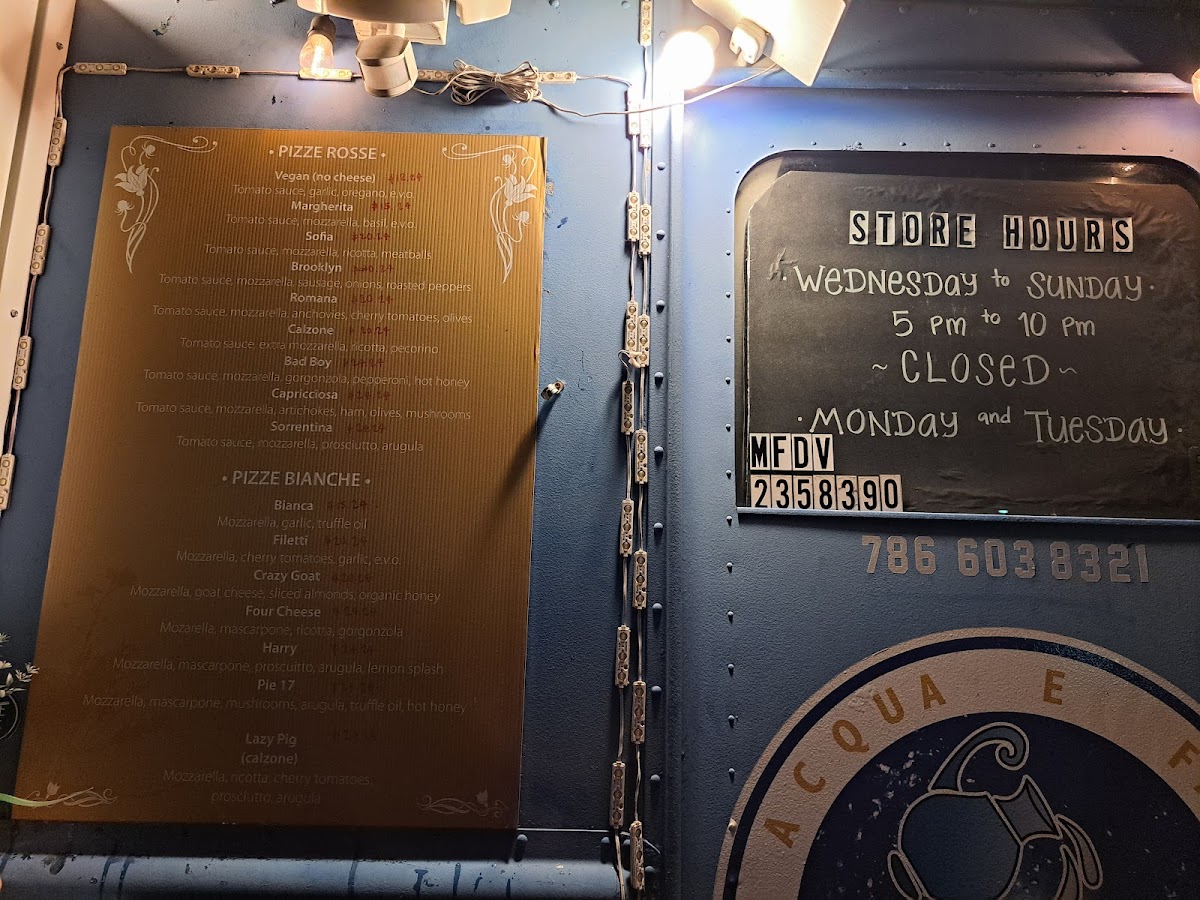 • PIZZE ROSSE •
Vegan (no cheese)
Tomato sauce, garlic, oregano, e.v.o.
Margherita
Tomato sauce, mozzarella, basil, e.v.o.
Sofia
Tomato sauce, mozzarella, ricotta, meatballs
Brooklyn
Tomato sauce, mozzarella, sausage, onions, roasted peppers
Romana
Tomato sauce, mozzarella, anchovies, cherry tomatoes, olives
Calzone
Tomato sauce, extra mozzarella, ricotta, pecorino
Bad Boy
Tomato sauce, mozzarella, gorgonzola, pepperoni, hot honey
Capricciosa
Tomato sauce, mozzarella, artichokes, ham, olives, mushrooms
Sorrentina
Tomato sauce, mozzarella, prosciutto, arugula
• PIZZE BIANCHE •
Bianca
Mozzarella, garlic, truffle oil
Filetti
Mozzarella, cherry tomatoes, garlic, e.v.o.
Crazy Goat
Mozzarella, goat cheese, sliced almonds, organic honey
Four Cheese
Mozarella, mascarpone, ricotta, gorgonzola
Harry
Mozzarella, mascarpone, proscuitto, arugula, lemon splash
Pie 17
Mozzarella, mascarpone, mushrooms, arugula, truffle oil, hot honey
Lazy Pig
(calzone)
Mozzarella, ricotta, cherry tomatoes,
prosciutto, arugula
STORE HOURS
· WEDNESDAY to SUNDAY ·
5 PM to 10 PM
~ CLOSED ~
· MONDAY and TUESDAY ·
MFDV
2358390
786 603 8321
ACQUA E F